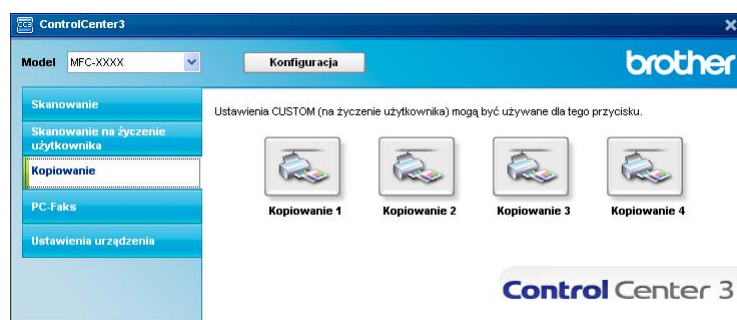 ControlCenter3
Model MFC-XXXX Konfiguracja brother
Skanowanie
Skanowanie na życzenie
użytkownika
Kopiowanie
PC-Faks
Ustawienia urządzenia
Ustawienia CUSTOM (na życzenie użytkownika) mogą być używane dla tego przycisku.
Kopiowanie 1 Kopiowanie 2 Kopiowanie 3 Kopiowanie 4
Control Center 3